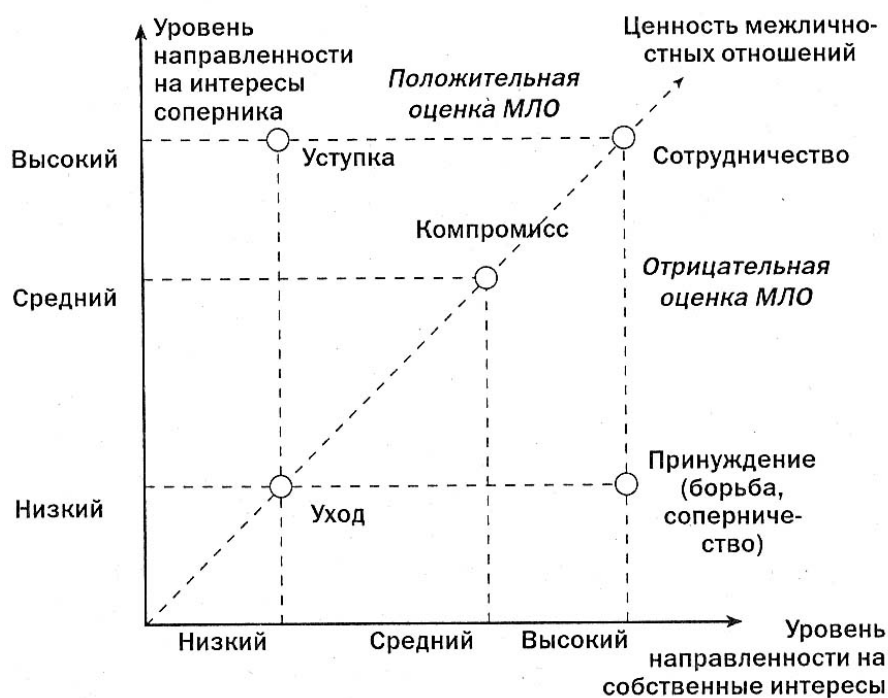 Уровень
направленности
на интересы
соперника
Ценность межлично-
стных отношений
Положительная
оценка МЛО
Высокий
Уступка
Сотрудничество
Компромисс
Средний
Отрицательная
оценка МЛО
Низкий
Уход
Принуждение
(борьба,
соперниче-
ство)
Низкий
Средний
Высокий
Уровень
направленности на
собственные интересы